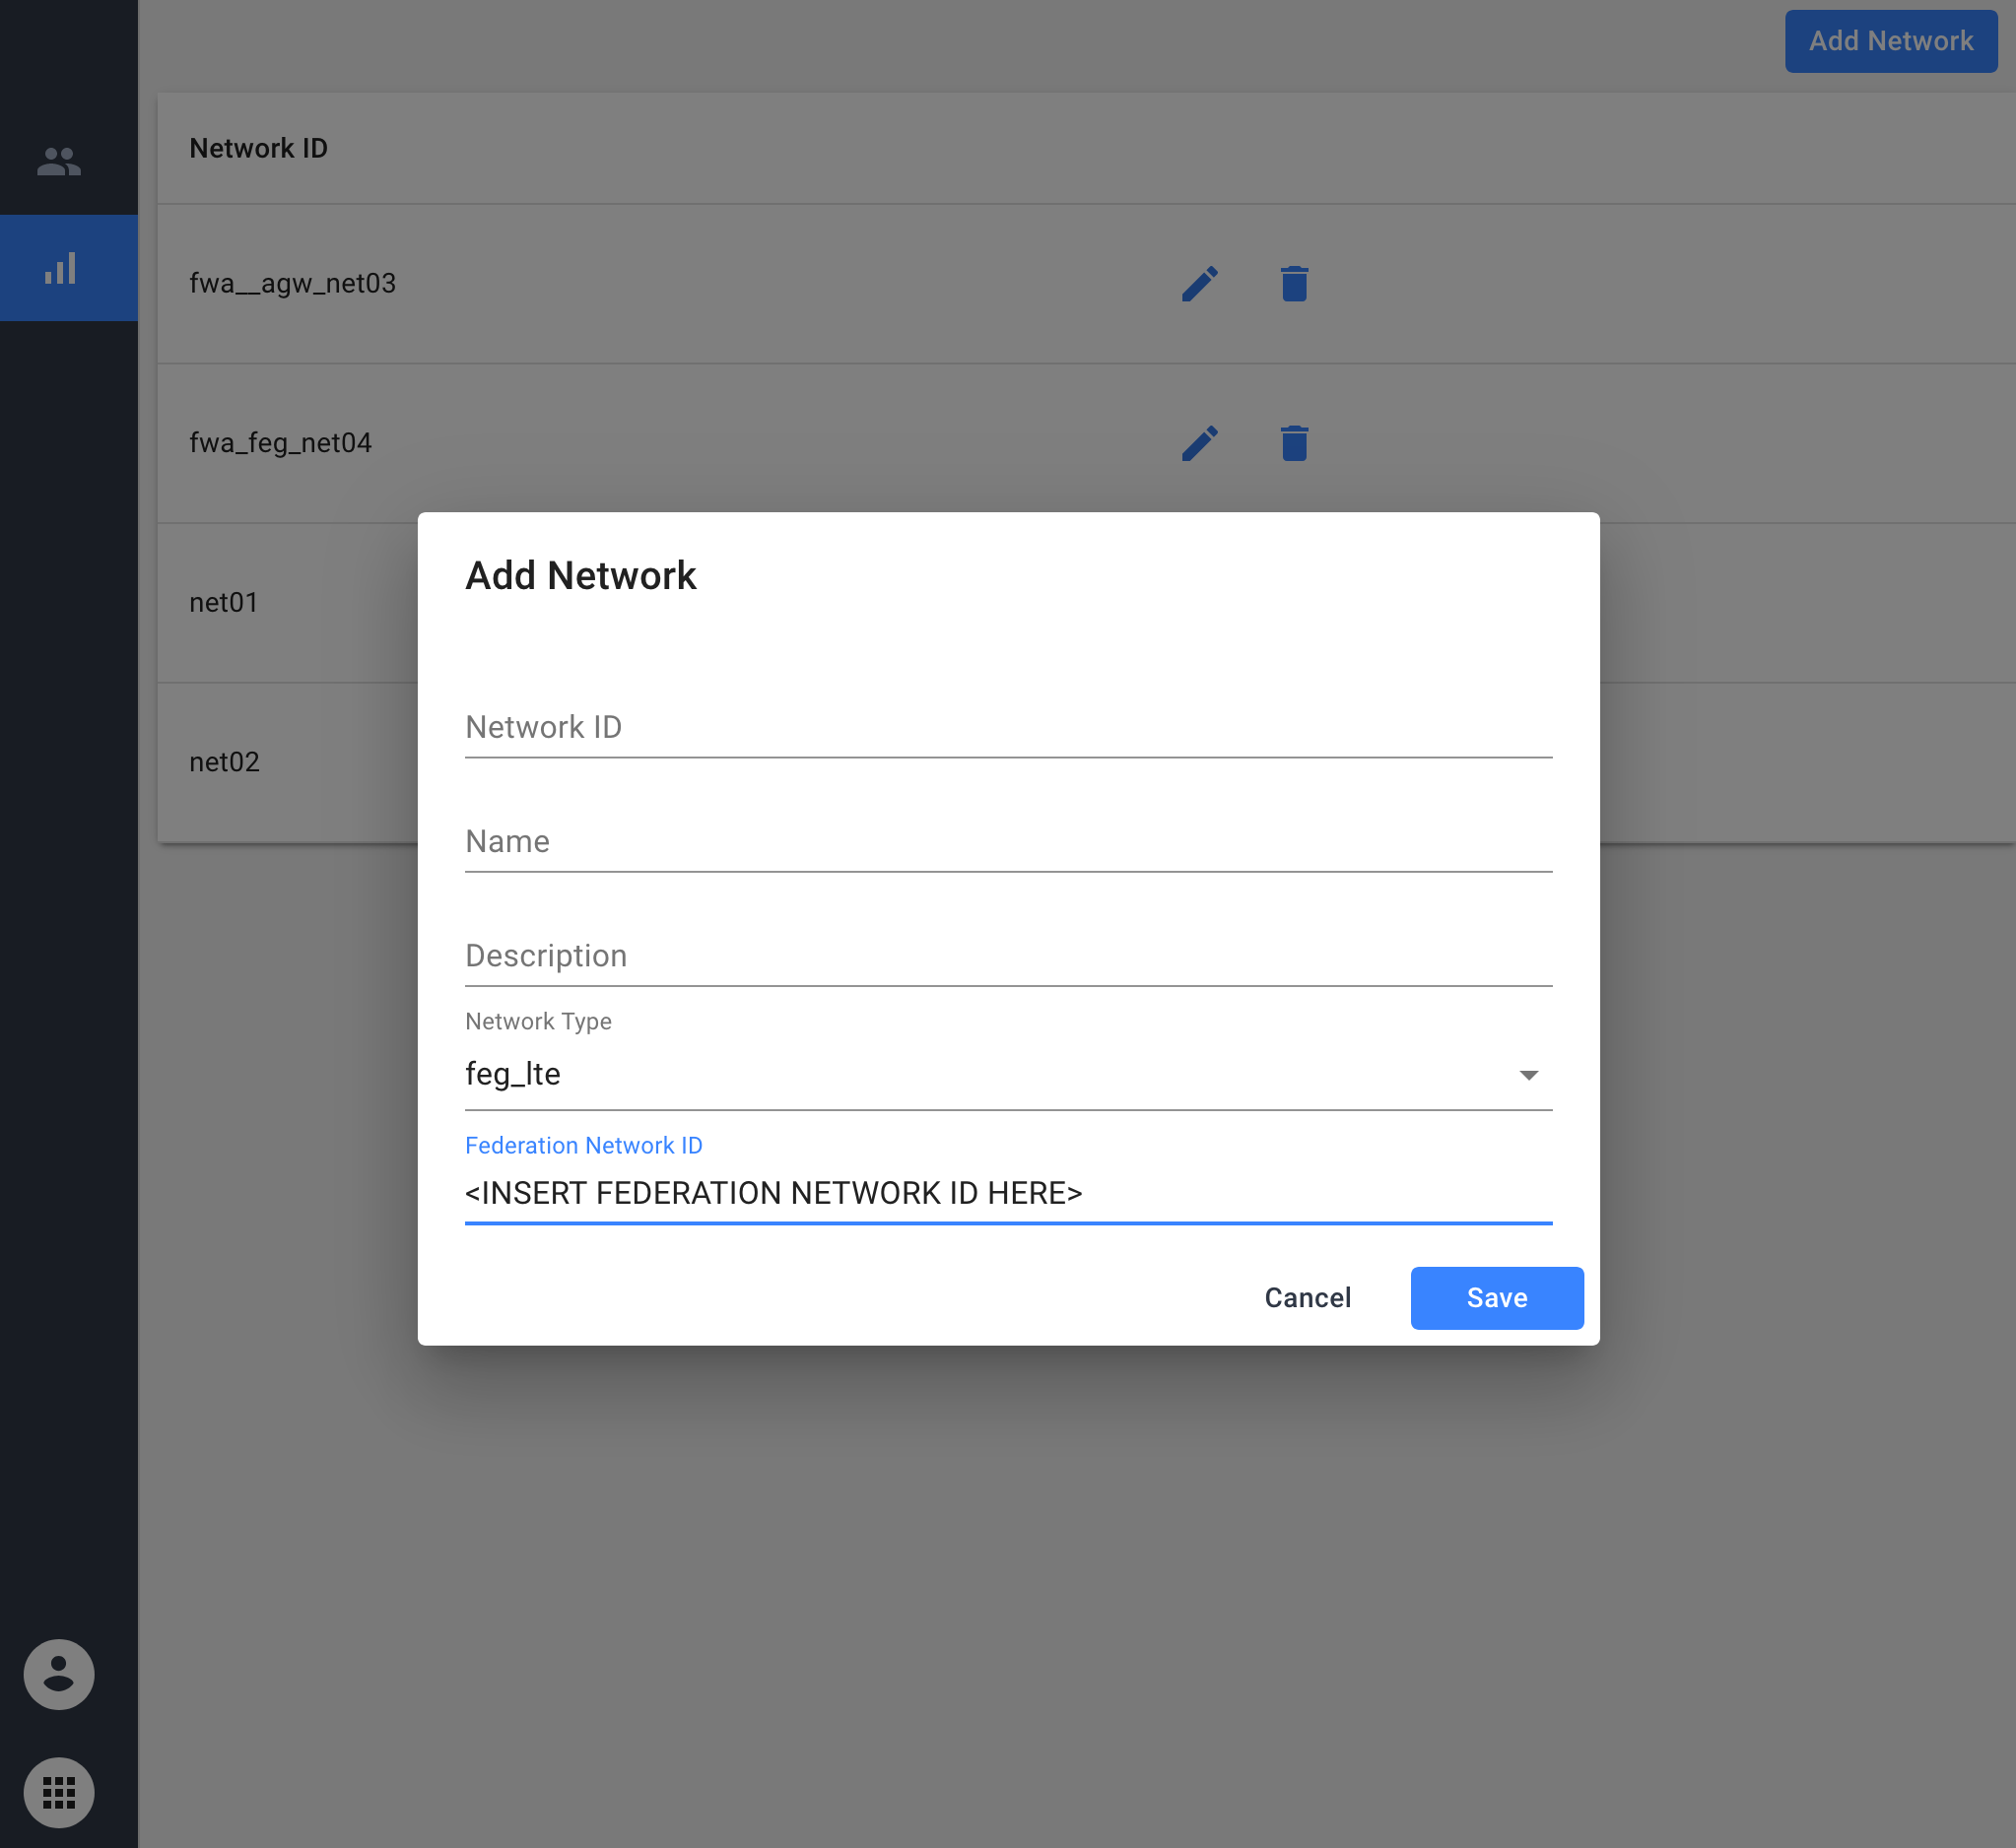 Add Network
Network ID
fwa__agw_net03
fwa_feg_net04
net01
net02
Add Network
Network ID
Name
Description
Network Type
feg_lte
Federation Network ID
<INSERT FEDERATION NETWORK ID HERE>
Cancel
Save